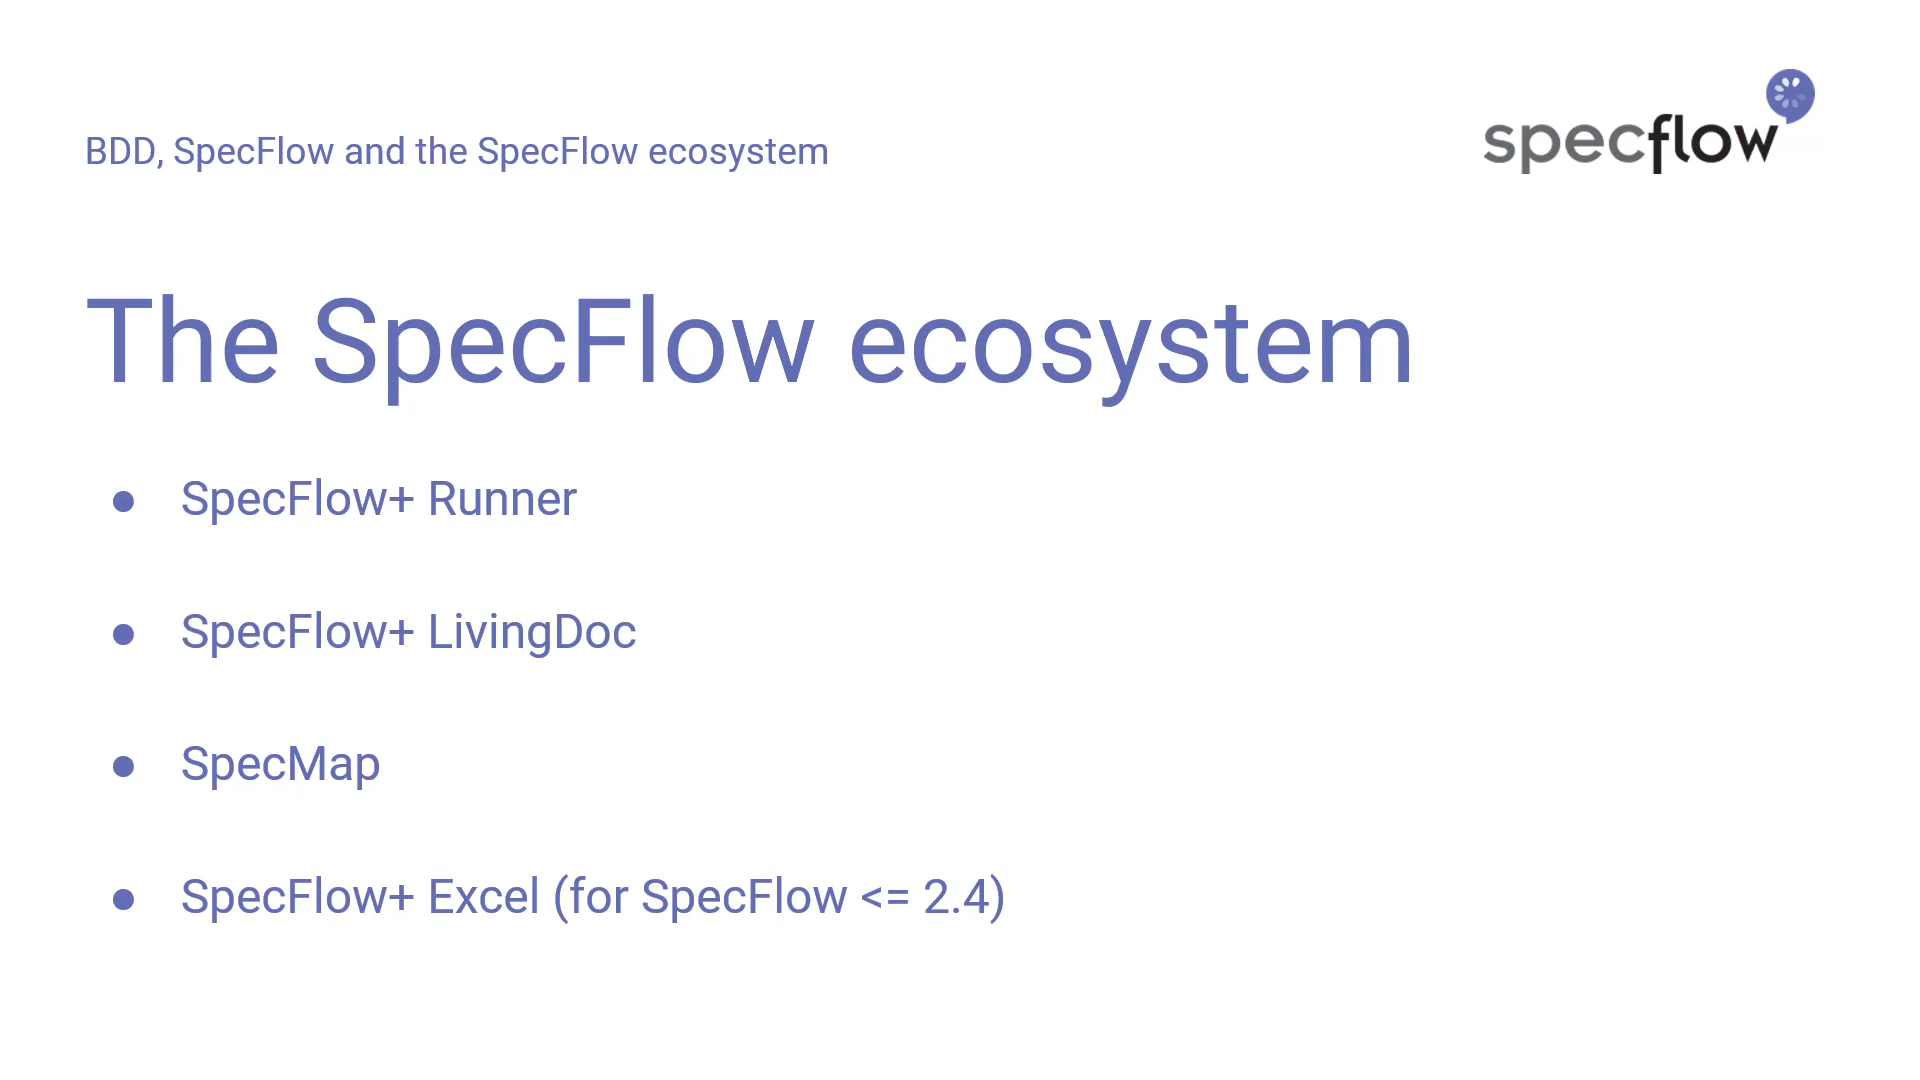 BDD, SpecFlow and the SpecFlow ecosystem
specflow
The SpecFlow ecosystem
● SpecFlow+ Runner
● SpecFlow+ LivingDoc
● SpecMap
● SpecFlow+ Excel (for SpecFlow <= 2.4)